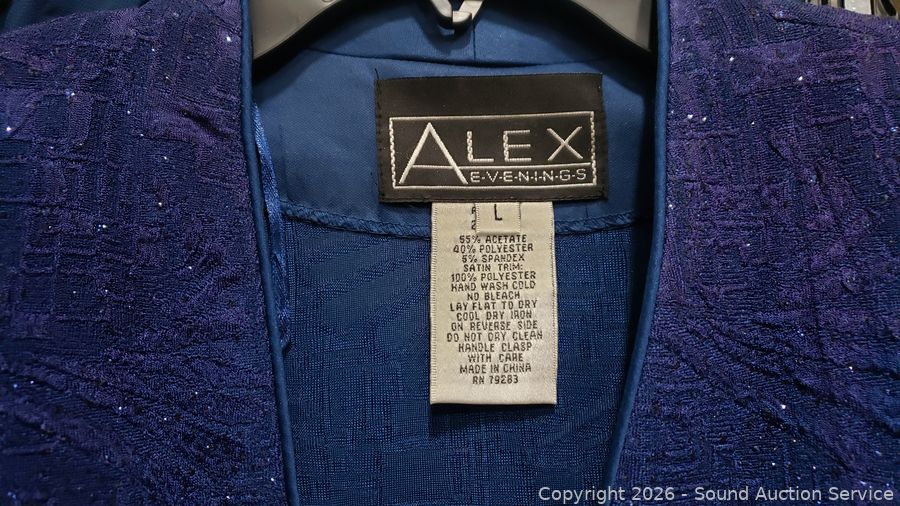 ALEX
E-V-E-N-I-N-G-S
L
55% ACETATE
40% POLYESTER
5% SPANDEX
SATIN TRIM:
100% POLYESTER
HAND WASH COLD
NO BLEACH
LAY FLAT TO DRY
COOL DRY IRON
ON REVERSE SIDE
DO NOT DRY CLEAN
HANDLE CLASP
WITH CARE
MADE IN CHINA
RN 79283
Copyright 2026 - Sound Auction Service